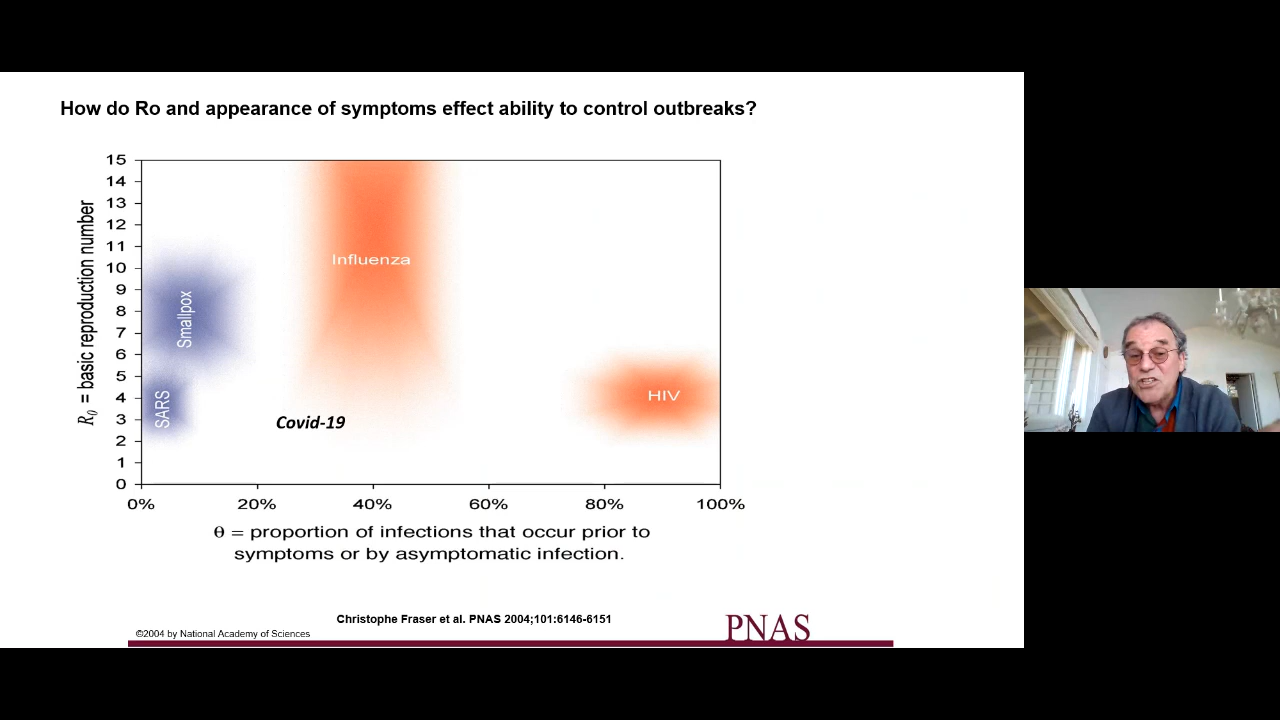 How do Ro and appearance of symptoms effect ability to control outbreaks?
15
14
13
12
11
10
9
8
7
6
5
4
3
2
1
0
R0 = basic reproduction number
Influenza
Smallpox
SARS
HIV
Covid-19
0% 20% 40% 60% 80% 100%
θ = proportion of infections that occur prior to
symptoms or by asymptomatic infection.
Christophe Fraser et al. PNAS 2004;101:6146-6151
©2004 by National Academy of Sciences
PNAS